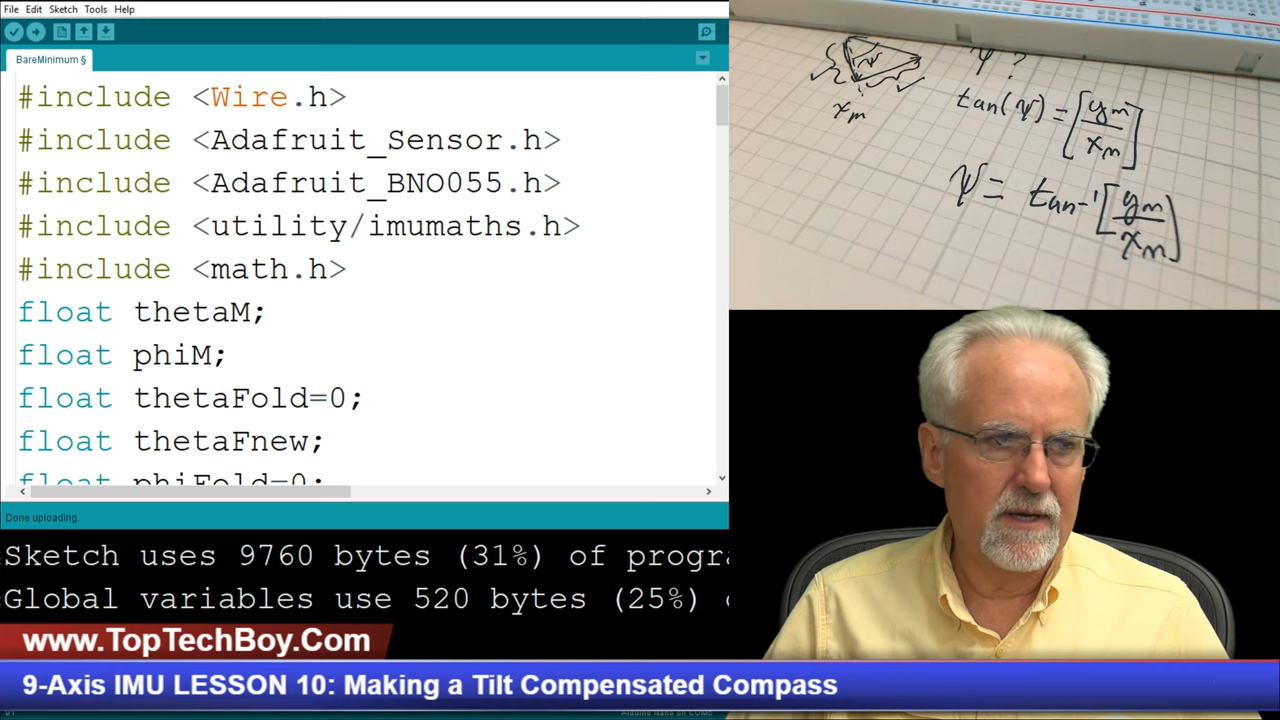 File Edit Sketch Tools Help
BareMinimum §
#include <Wire.h>
#include <Adafruit_Sensor.h>
#include <Adafruit_BNO055.h>
#include <utility/imumaths.h>
#include <math.h>
float thetaM;
float phiM;
float thetaFold=0;
float thetaFnew;
float phiFold=0;
Done uploading.
Sketch uses 9760 bytes (31%) of progra
Global variables use 520 bytes (25%)
ψ ?
ψ
xm
tan(ψ) = [ym/xm]
ψ = tan-1 [ym/xm]
www.TopTechBoy.Com
9-Axis IMU LESSON 10: Making a Tilt Compensated Compass